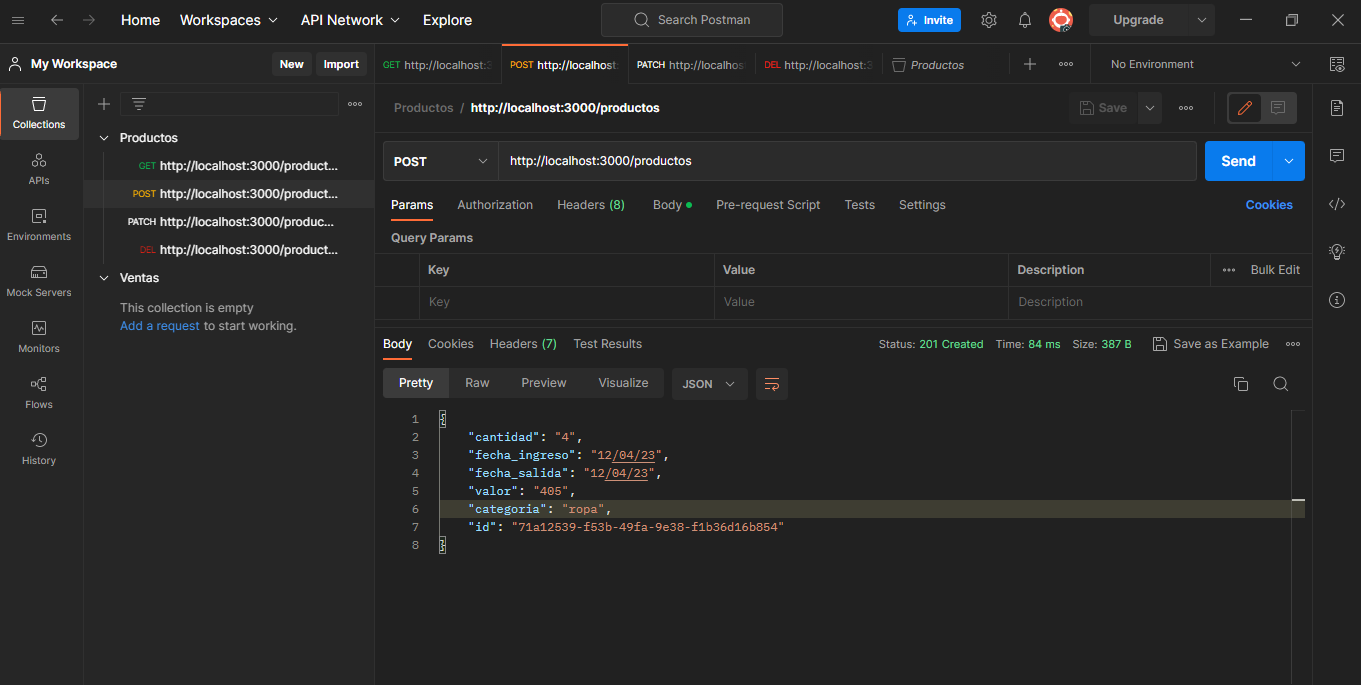 Home Workspaces API Network Explore Search Postman Invite Upgrade
My Workspace New Import GET http://localhost:3 POST http://localhost: PATCH http://localhos DEL http://localhost:3 Productos No Environment
Collections
APIs
Environments
Mock Servers
Monitors
Flows
History
Productos
GET http://localhost:3000/product...
POST http://localhost:3000/product...
PATCH http://localhost:3000/produc...
DEL http://localhost:3000/product...
Ventas
This collection is empty
Add a request to start working.
Productos / http://localhost:3000/productos Save
POST http://localhost:3000/productos Send
Params Authorization Headers (8) Body Pre-request Script Tests Settings Cookies
Query Params
Key Value Description Bulk Edit
Key Value Description
Body Cookies Headers (7) Test Results Status: 201 Created Time: 84 ms Size: 387 B Save as Example
Pretty Raw Preview Visualize JSON
1 {
2 "cantidad": "4",
3 "fecha_ingreso": "12/04/23",
4 "fecha_salida": "12/04/23",
5 "valor": "405",
6 "categoria": "ropa",
7 "id": "71a12539-f53b-49fa-9e38-f1b36d16b854"
8 }